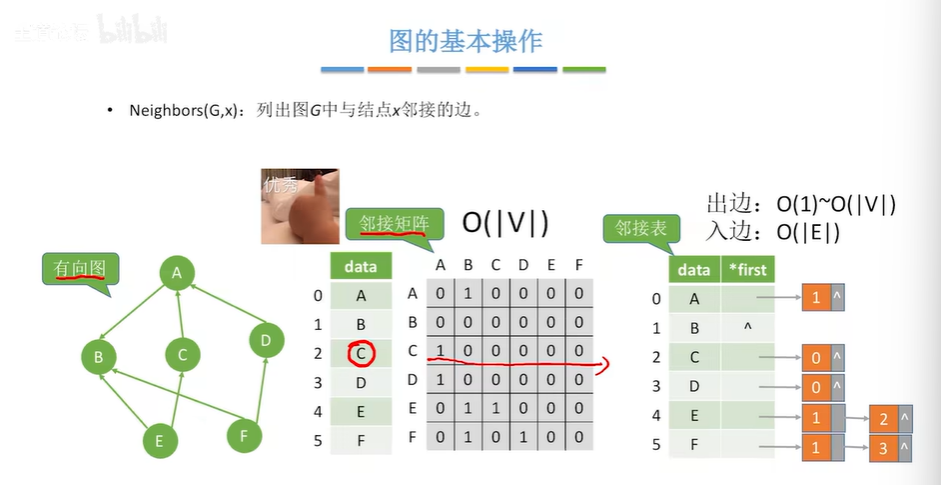 bilibili
图的基本操作
• Neighbors(G,x)：列出图G中与结点x邻接的边。
优秀
邻接矩阵
O(|V|)
邻接表
出边：O(1)~O(|V|)
入边：O(|E|)
有向图
A
B
C
D
E
F
data
0 A
1 B
2 C
3 D
4 E
5 F
A B C D E F
A 0 1 0 0 0 0
B 0 0 0 0 0 0
C 1 0 0 0 0 0
D 1 0 0 0 0 0
E 0 1 1 0 0 0
F 0 1 0 1 0 0
data *first
0 A 1 ^
1 B ^
2 C 0 ^
3 D 0 ^
4 E 1 2 ^
5 F 1 3 ^